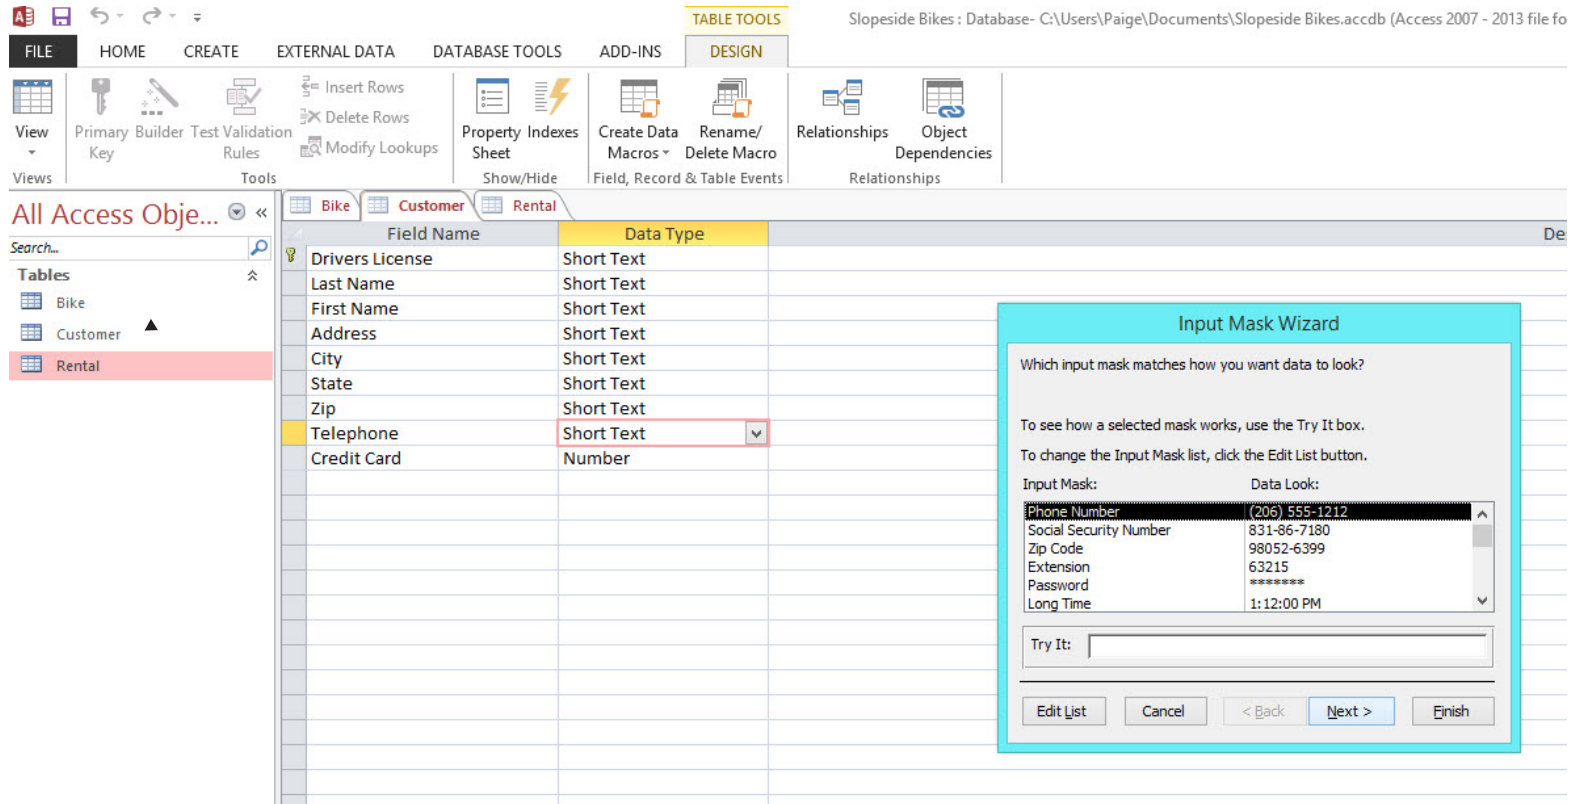 TABLE TOOLS
Slopeside Bikes : Database- C:\Users\Paige\Documents\Slopeside Bikes.accdb (Access 2007 - 2013 file fo
FILE HOME CREATE EXTERNAL DATA DATABASE TOOLS ADD-INS DESIGN
View
Primary Key
Builder
Test Validation Rules
Insert Rows
Delete Rows
Modify Lookups
Property Sheet
Indexes
Create Data Macros
Rename/ Delete Macro
Relationships
Object Dependencies
Views Tools Show/Hide Field, Record & Table Events Relationships
All Access Obje...
Search...
Tables
Bike
Customer
Rental
Bike Customer Rental
Field Name Data Type De
Drivers License Short Text
Last Name Short Text
First Name Short Text
Address Short Text
City Short Text
State Short Text
Zip Short Text
Telephone Short Text
Credit Card Number
Input Mask Wizard
Which input mask matches how you want data to look?
To see how a selected mask works, use the Try It box.
To change the Input Mask list, click the Edit List button.
Input Mask: Data Look:
Phone Number (206) 555-1212
Social Security Number 831-86-7180
Zip Code 98052-6399
Extension 63215
Password *******
Long Time 1:12:00 PM
Try It:
Edit List Cancel < Back Next > Finish